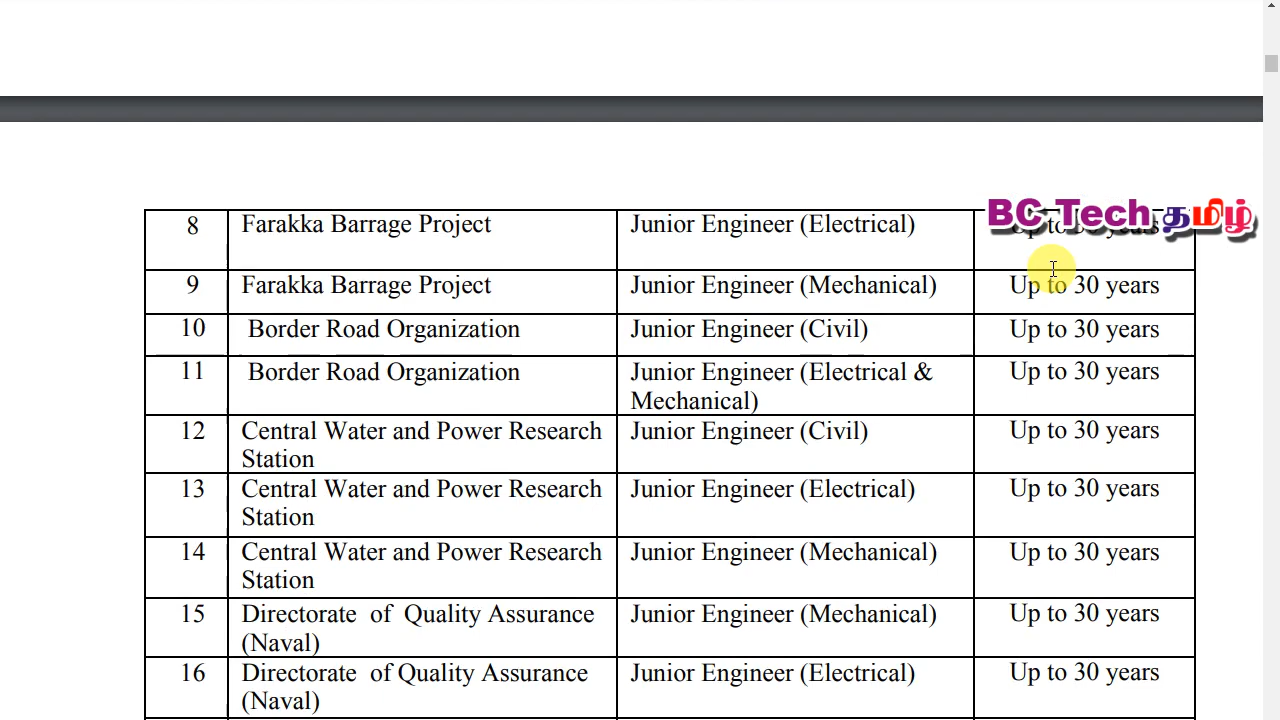 BC Tech தமிழ்
8 Farakka Barrage Project Junior Engineer (Electrical) Up to 30 years
9 Farakka Barrage Project Junior Engineer (Mechanical) Up to 30 years
10 Border Road Organization Junior Engineer (Civil) Up to 30 years
11 Border Road Organization Junior Engineer (Electrical & Up to 30 years
Mechanical)
12 Central Water and Power Research Junior Engineer (Civil) Up to 30 years
Station
13 Central Water and Power Research Junior Engineer (Electrical) Up to 30 years
Station
14 Central Water and Power Research Junior Engineer (Mechanical) Up to 30 years
Station
15 Directorate of Quality Assurance Junior Engineer (Mechanical) Up to 30 years
(Naval)
16 Directorate of Quality Assurance Junior Engineer (Electrical) Up to 30 years
(Naval)